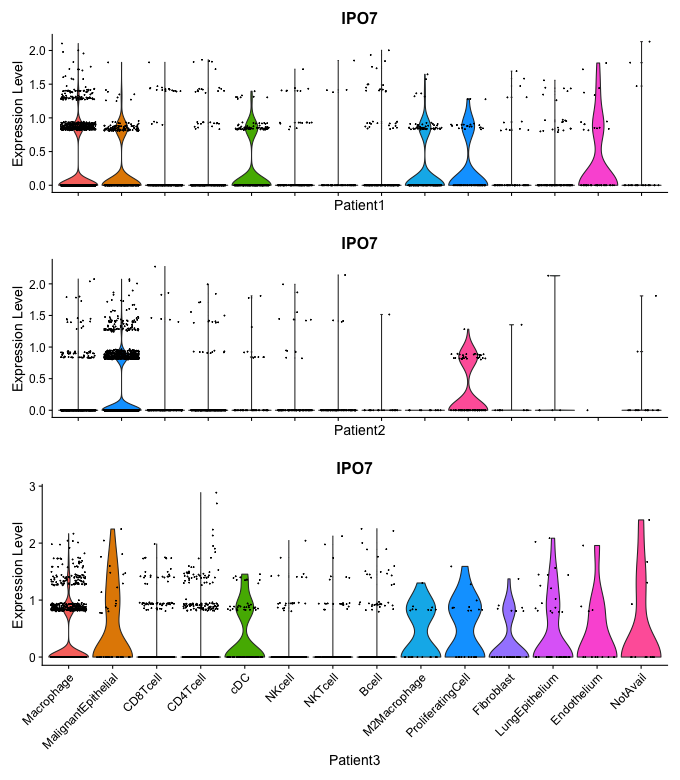 IPO7
Expression Level
2.0
1.5
1.0
0.5
0.0
Patient1
IPO7
Expression Level
2.0
1.5
1.0
0.5
0.0
Patient2
IPO7
Expression Level
3
2
1
0
Macrophage
MalignantEpithelial
CD8Tcell
CD4Tcell
cDC
NKcell
NKTcell
Bcell
M2Macrophage
ProliferatingCell
Fibroblast
LungEpithelium
Endothelium
NotAvail
Patient3